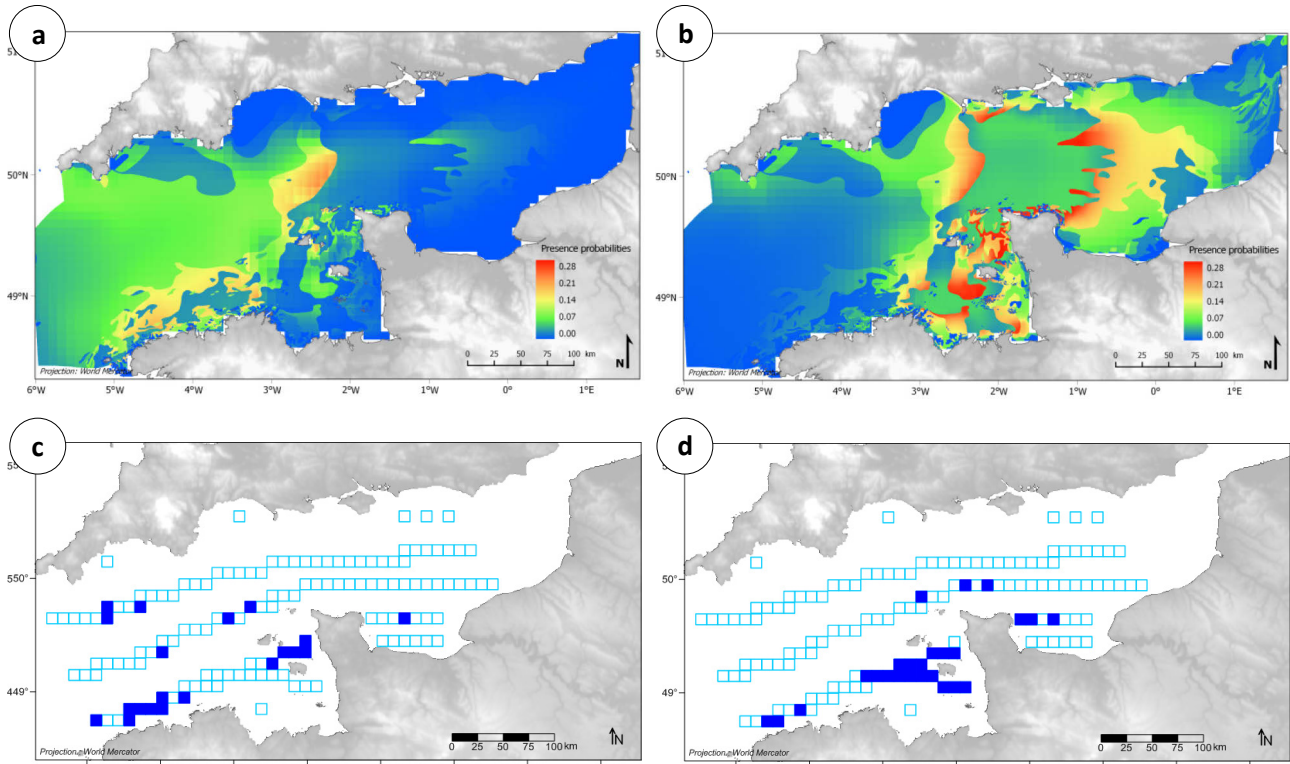 a
b
51
50°N
49°N
Presence probabilities
0.28
0.21
0.14
0.07
0.00
0 25 50 75 100 km
N
Projection: World Mercator
6°W 5°W 4°W 3°W 2°W 1°W 0° 1°E
50°N
49°N
Presence probabilities
0.28
0.21
0.14
0.07
0.00
0 25 50 75 100 km
N
Projection: World Mercator
6°W 5°W 4°W 3°W 2°W 1°W 0° 1°E
c
d
55
550°
449°
0 25 50 75 100 km
N
Projection: World Mercator
50°
49°
0 25 50 75 100 km
N
Projection: World Mercator